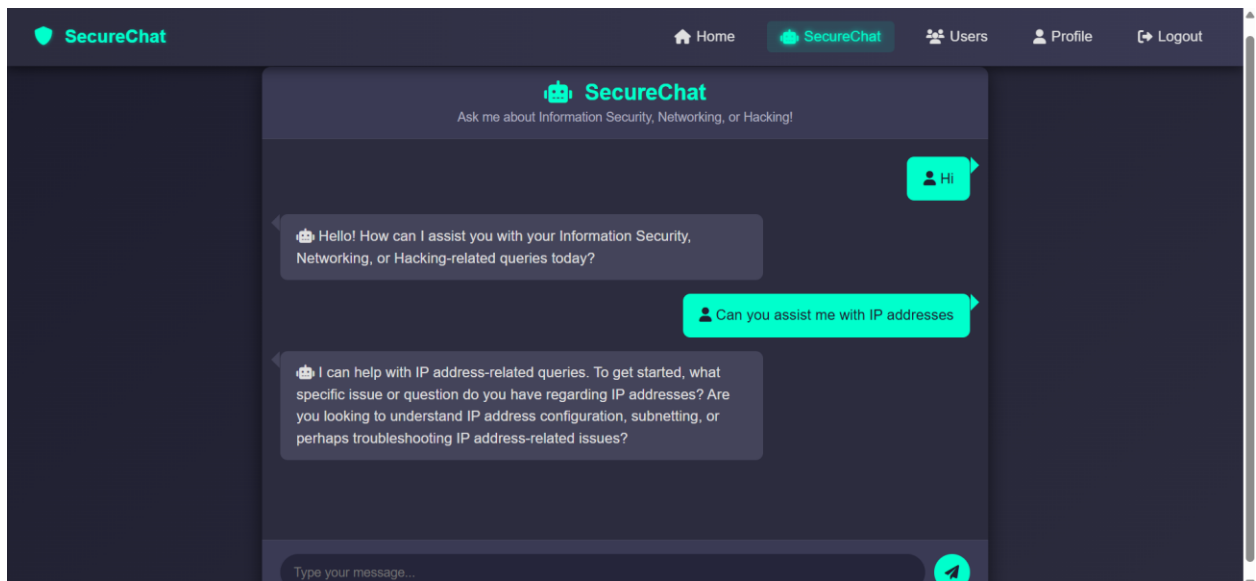 SecureChat
Home
SecureChat
Users
Profile
Logout
SecureChat
Ask me about Information Security, Networking, or Hacking!
Hi
Hello! How can I assist you with your Information Security,
Networking, or Hacking-related queries today?
Can you assist me with IP addresses
I can help with IP address-related queries. To get started, what
specific issue or question do you have regarding IP addresses? Are
you looking to understand IP address configuration, subnetting, or
perhaps troubleshooting IP address-related issues?
Type your message...